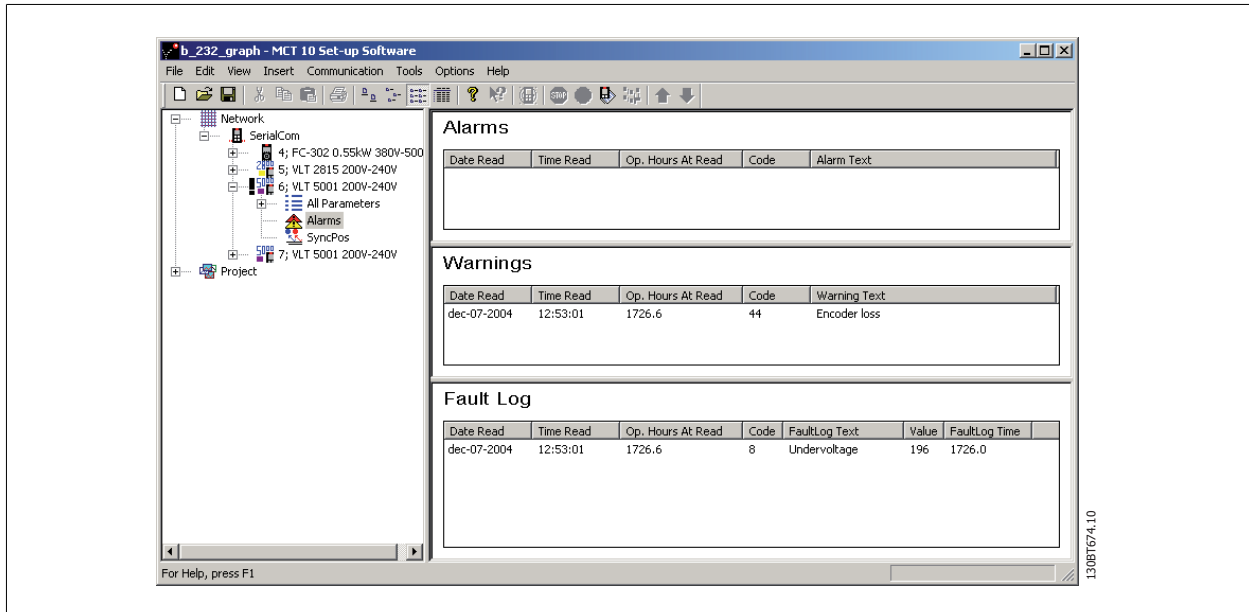 b_232_graph - MCT 10 Set-up Software
File Edit View Insert Communication Tools Options Help
Network
SerialCom
4; FC-302 0.55kW 380V-500
5; VLT 2815 200V-240V
6; VLT 5001 200V-240V
All Parameters
Alarms
SyncPos
7; VLT 5001 200V-240V
Project
Alarms
Date Read Time Read Op. Hours At Read Code Alarm Text
Warnings
Date Read Time Read Op. Hours At Read Code Warning Text
dec-07-2004 12:53:01 1726.6 44 Encoder loss
Fault Log
Date Read Time Read Op. Hours At Read Code FaultLog Text Value FaultLog Time
dec-07-2004 12:53:01 1726.6 8 Undervoltage 196 1726.0
For Help, press F1
130BT674.10